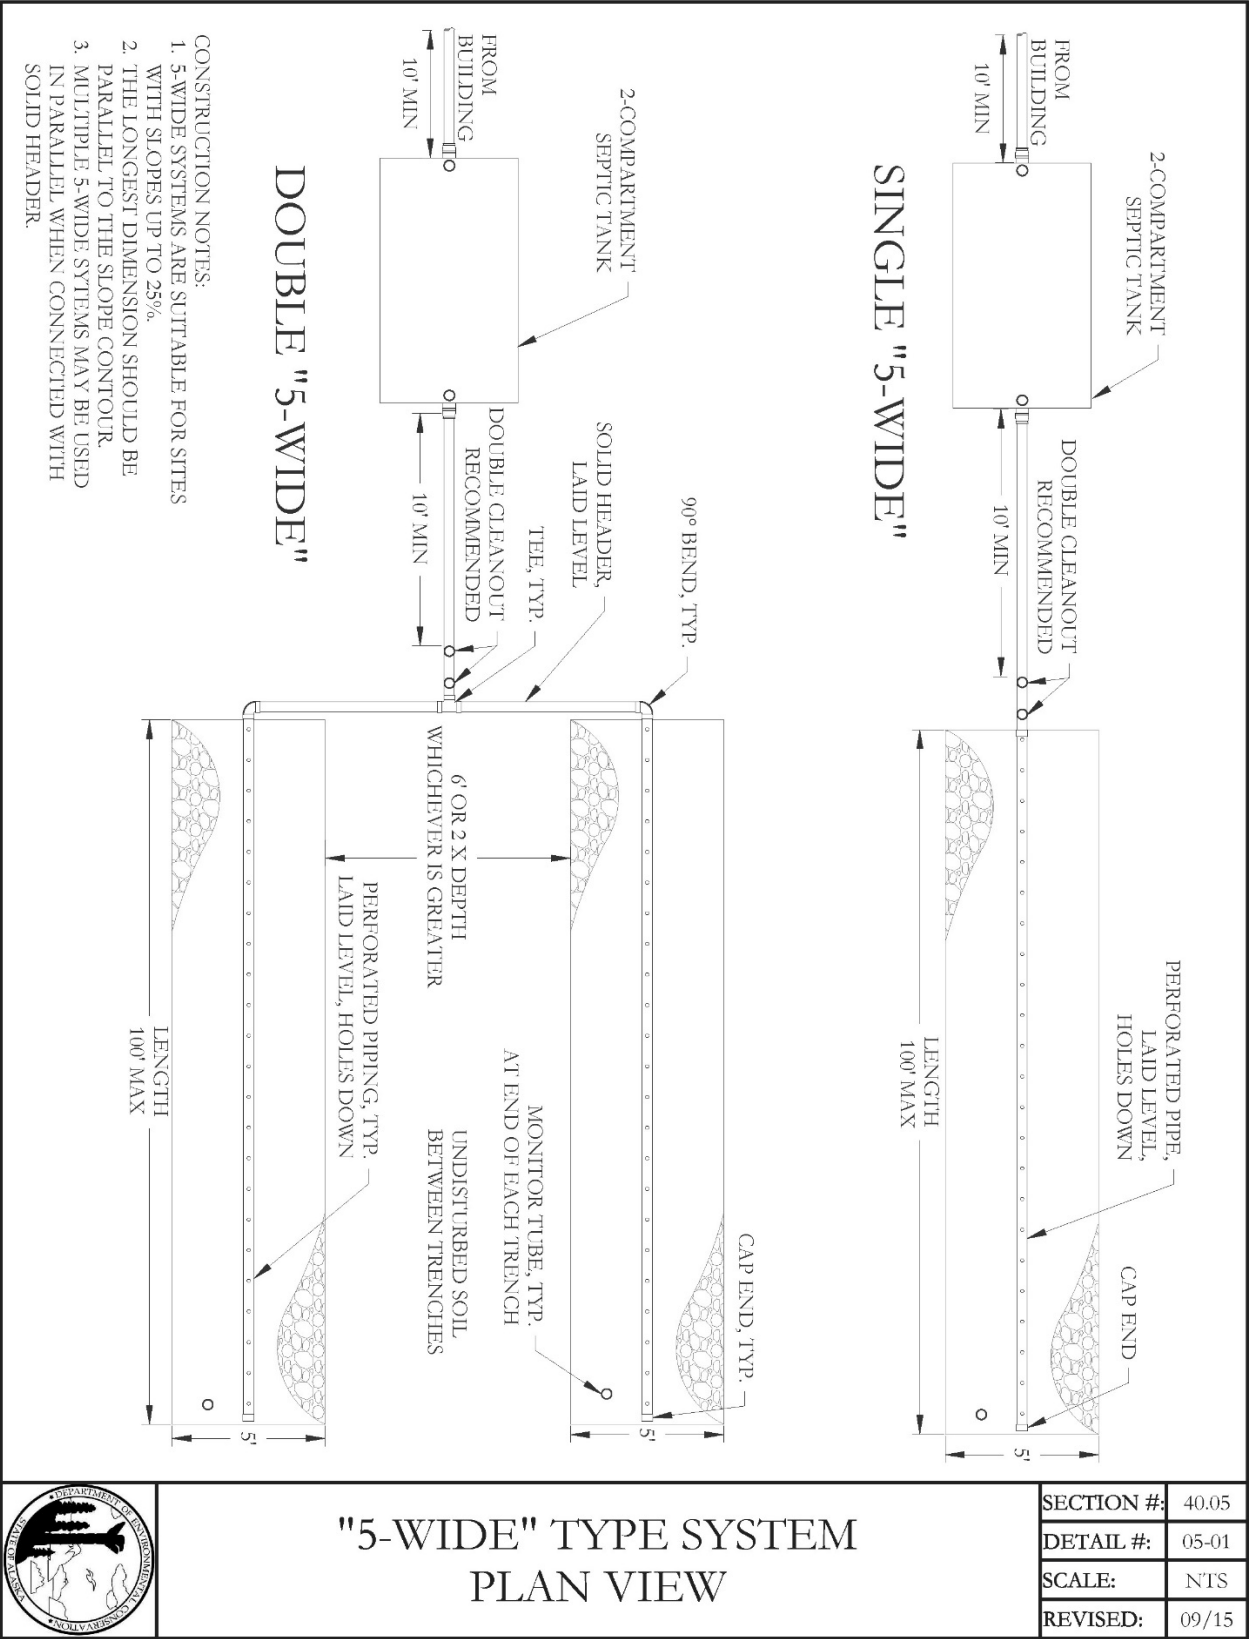 FROM
BUILDING
10' MIN
2-COMPARTMENT
SEPTIC TANK
SINGLE "5-WIDE"
DOUBLE CLEANOUT
RECOMMENDED
10' MIN
PERFORATED PIPE,
LAID LEVEL,
HOLES DOWN
LENGTH
100' MAX
CAP END
5'
FROM
BUILDING
10' MIN
2-COMPARTMENT
SEPTIC TANK
DOUBLE "5-WIDE"
90° BEND, TYP.
SOLID HEADER,
LAID LEVEL
TEE, TYP.
DOUBLE CLEANOUT
RECOMMENDED
10' MIN
6' OR 2 X DEPTH
WHICHEVER IS GREATER
PERFORATED PIPING, TYP.
LAID LEVEL, HOLES DOWN
CAP END, TYP.
MONITOR TUBE, TYP.
AT END OF EACH TRENCH
UNDISTURBED SOIL
BETWEEN TRENCHES
5'
LENGTH
100' MAX
5'
CONSTRUCTION NOTES:
1. 5-WIDE SYSTEMS ARE SUITABLE FOR SITES
WITH SLOPES UP TO 25%.
2. THE LONGEST DIMENSION SHOULD BE
PARALLEL TO THE SLOPE CONTOUR.
3. MULTIPLE 5-WIDE SYTEMS MAY BE USED
IN PARALLEL WHEN CONNECTED WITH
SOLID HEADER.
DEPARTMENT OF ENVIRONMENTAL CONSERVATION
STATE OF ALASKA
"5-WIDE" TYPE SYSTEM
PLAN VIEW
SECTION #: 40.05
DETAIL #: 05-01
SCALE: NTS
REVISED: 09/15